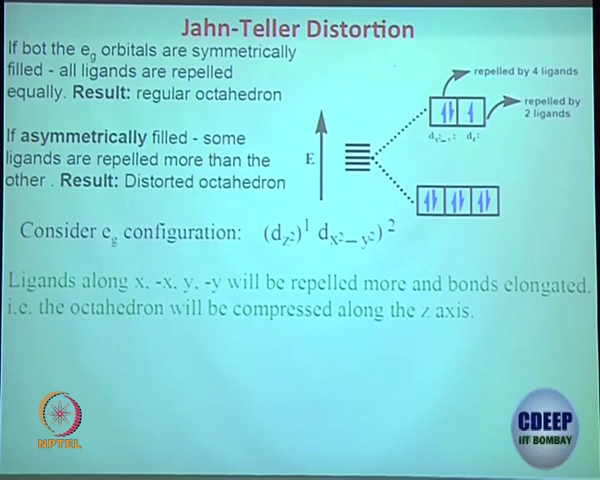 Jahn-Teller Distortion
If bot the eg orbitals are symmetrically
filled - all ligands are repelled
equally. Result: regular octahedron
repelled by 4 ligands
repelled by
2 ligands
dx²–y² dz²
If asymmetrically filled - some
ligands are repelled more than the
other . Result: Distorted octahedron
E
Consider eg configuration: (dz²)¹ dx²–y²)²
Ligands along x, -x, y, -y will be repelled more and bonds elongated.
i.e. the octahedron will be compressed along the z axis.
NPTEL
CDEEP
IIT BOMBAY